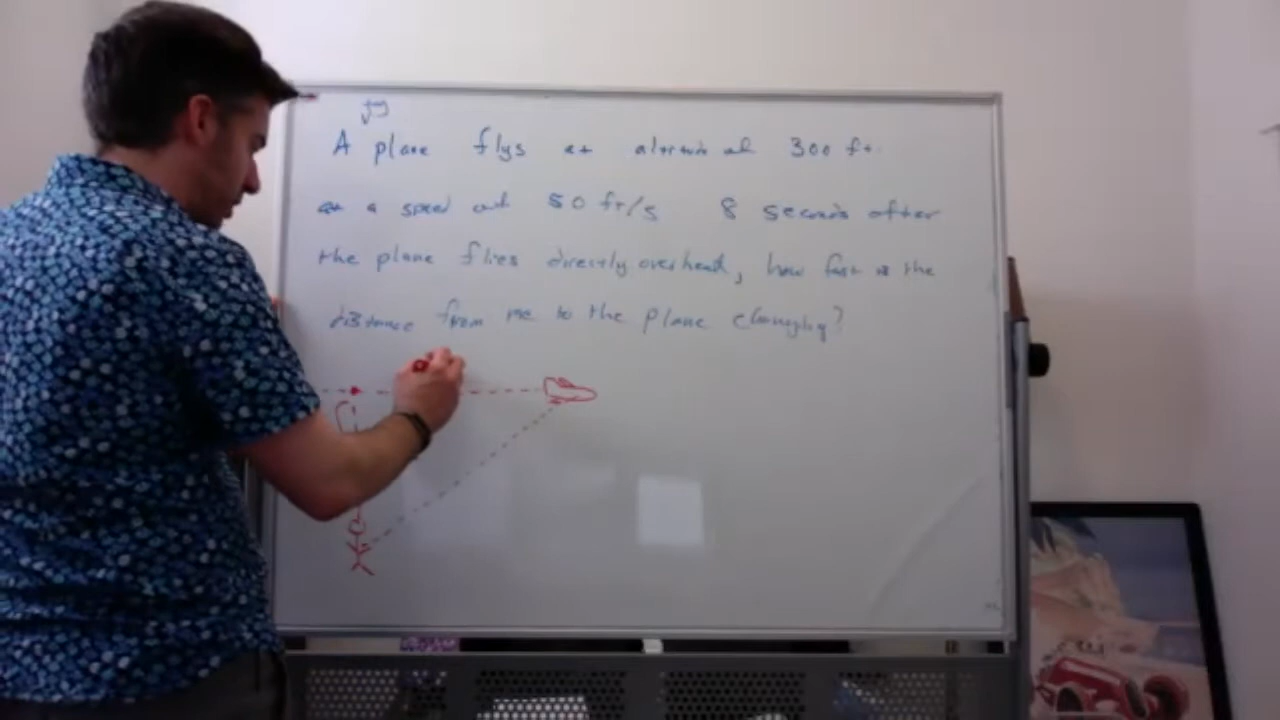 A plane flys at altitude of 300 ft.
at a speed of 50 ft/s 8 seconds after
the plane flies directly overhead, how fast is the
distance from me to the plane changing?